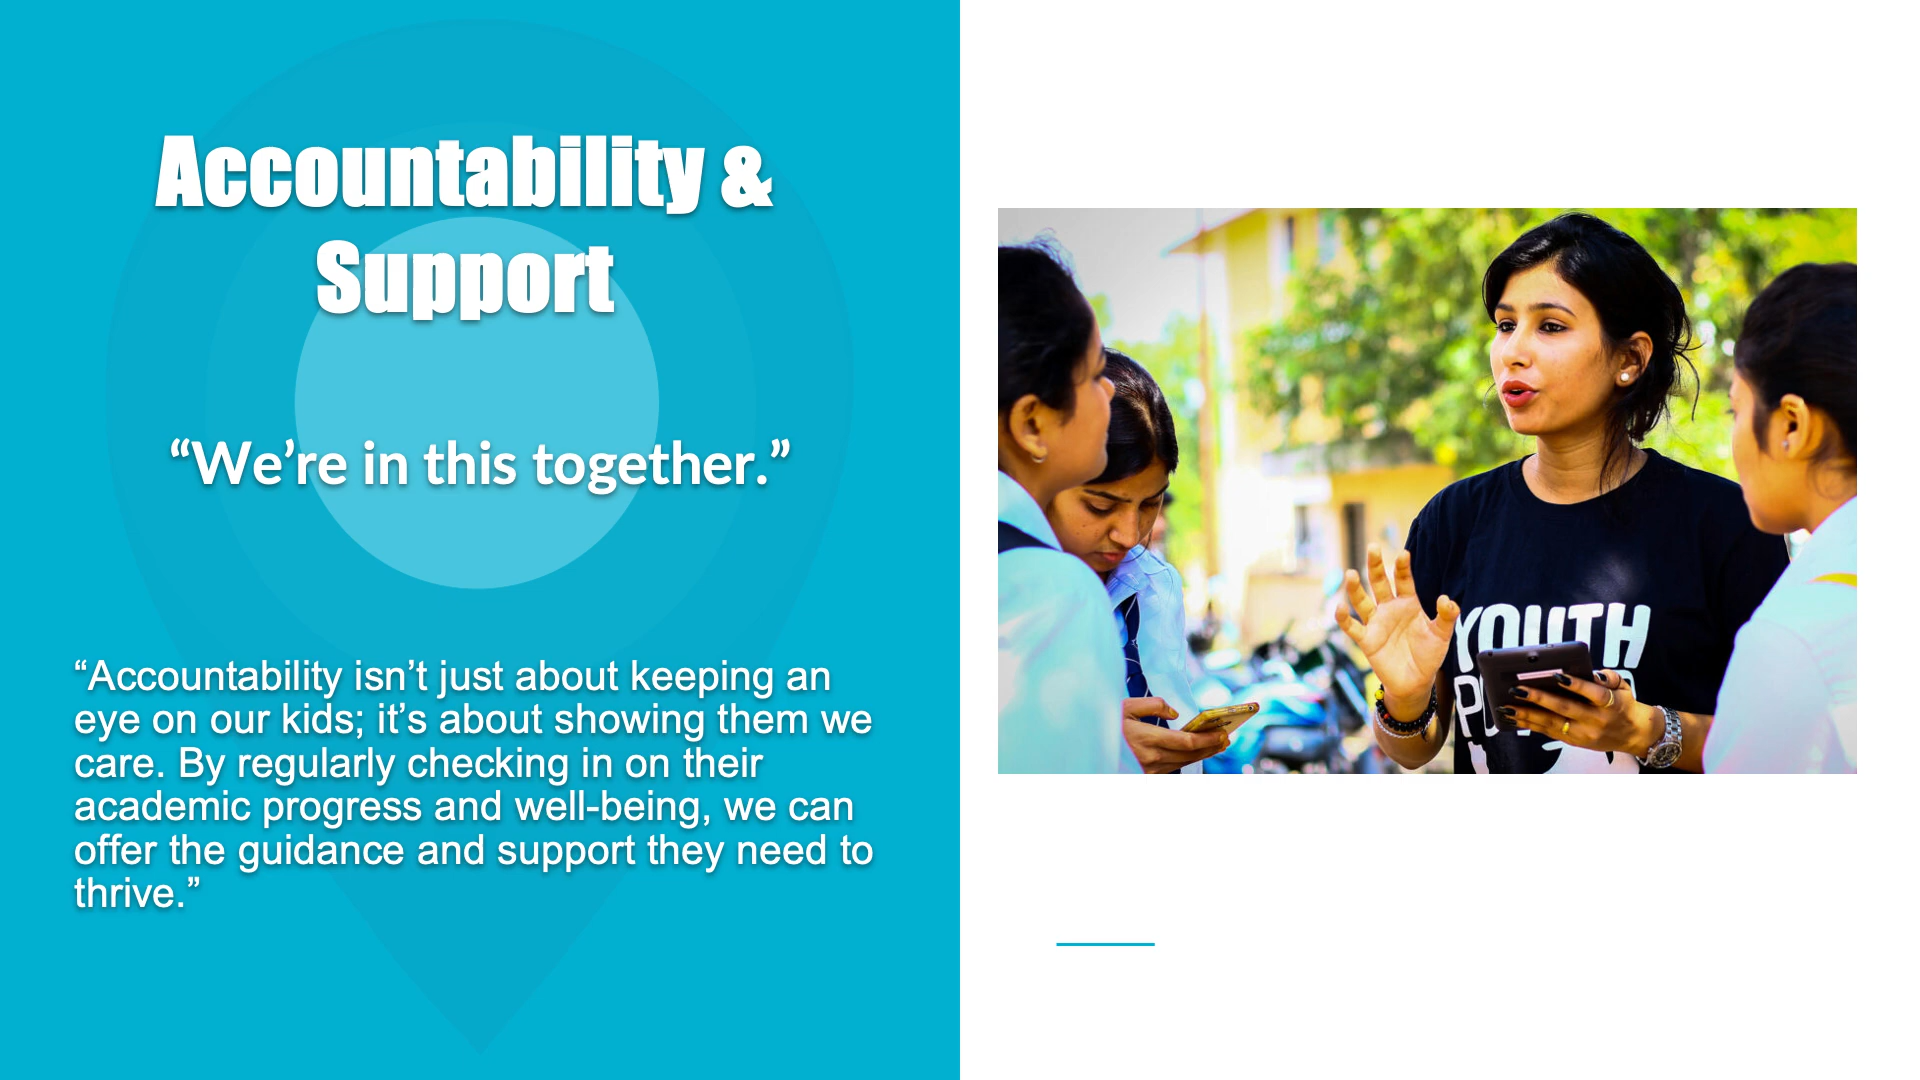 Accountability &
Support
“We’re in this together.”
“Accountability isn’t just about keeping an
eye on our kids; it’s about showing them we
care. By regularly checking in on their
academic progress and well-being, we can
offer the guidance and support they need to
thrive.”
YOUTH